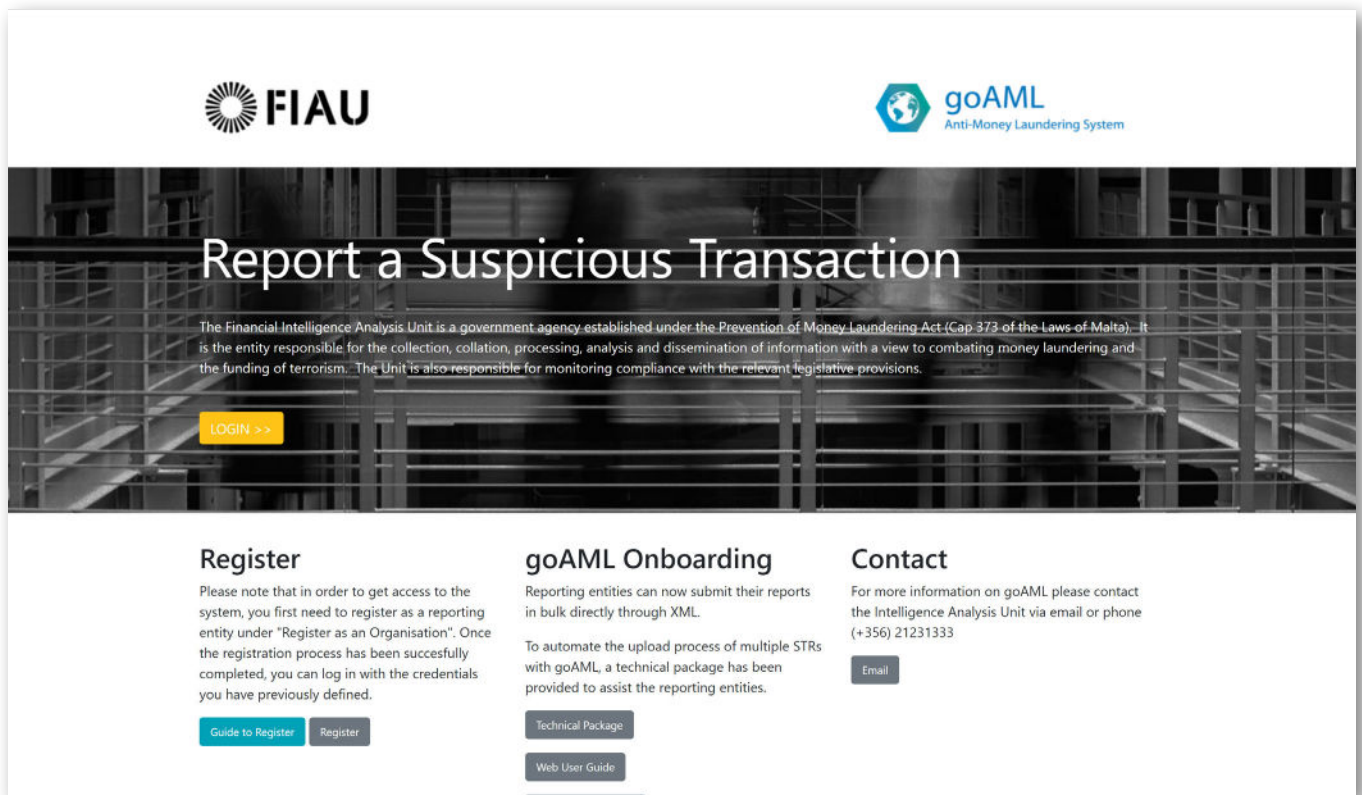 FIAU
goAML
Anti-Money Laundering System
Report a Suspicious Transaction
The Financial Intelligence Analysis Unit is a government agency established under the Prevention of Money Laundering Act (Cap 373 of the Laws of Malta).  It
is the entity responsible for the collection, collation, processing, analysis and dissemination of information with a view to combating money laundering and
the funding of terrorism.  The Unit is also responsible for monitoring compliance with the relevant legislative provisions.
LOGIN >>
Register
Please note that in order to get access to the
system, you first need to register as a reporting
entity under "Register as an Organisation". Once
the registration process has been succesfully
completed, you can log in with the credentials
you have previously defined.
Guide to Register
Register
goAML Onboarding
Reporting entities can now submit their reports
in bulk directly through XML.
To automate the upload process of multiple STRs
with goAML, a technical package has been
provided to assist the reporting entities.
Technical Package
Web User Guide
Contact
For more information on goAML please contact
the Intelligence Analysis Unit via email or phone
(+356) 21231333
Email